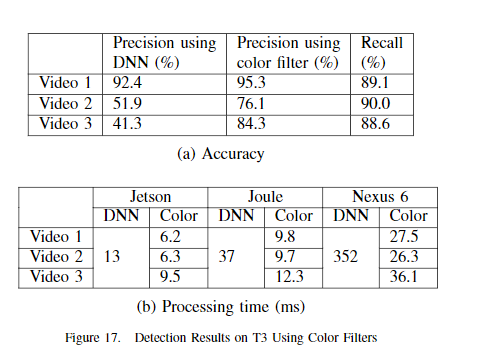 Precision using DNN (%) Precision using color filter (%) Recall (%)
Video 1 92.4 95.3 89.1
Video 2 51.9 76.1 90.0
Video 3 41.3 84.3 88.6
(a) Accuracy
Jetson Joule Nexus 6
DNN Color DNN Color DNN Color
Video 1 6.2 9.8 27.5
Video 2 13 6.3 37 9.7 352 26.3
Video 3 9.5 12.3 36.1
(b) Processing time (ms)
Figure 17. Detection Results on T3 Using Color Filters